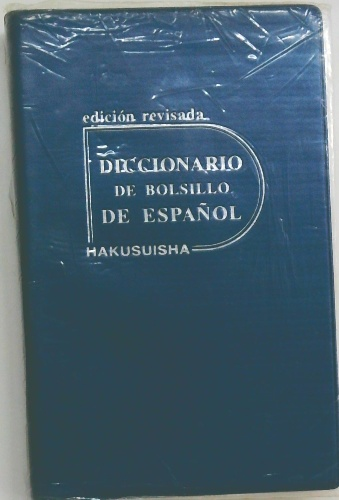 edición revisada
DICCIONARIO
DE BOLSILLO
DE ESPAÑOL
HAKUSUISHA